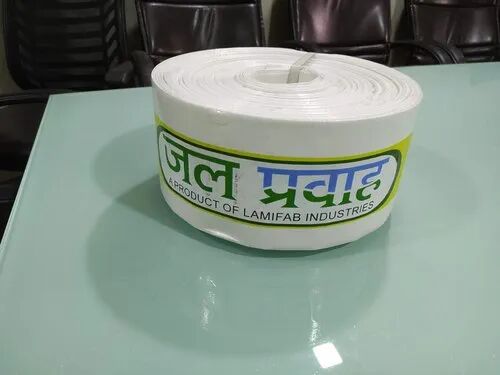 जल प्रवाह
A PRODUCT OF LAMIFAB INDUSTRIES